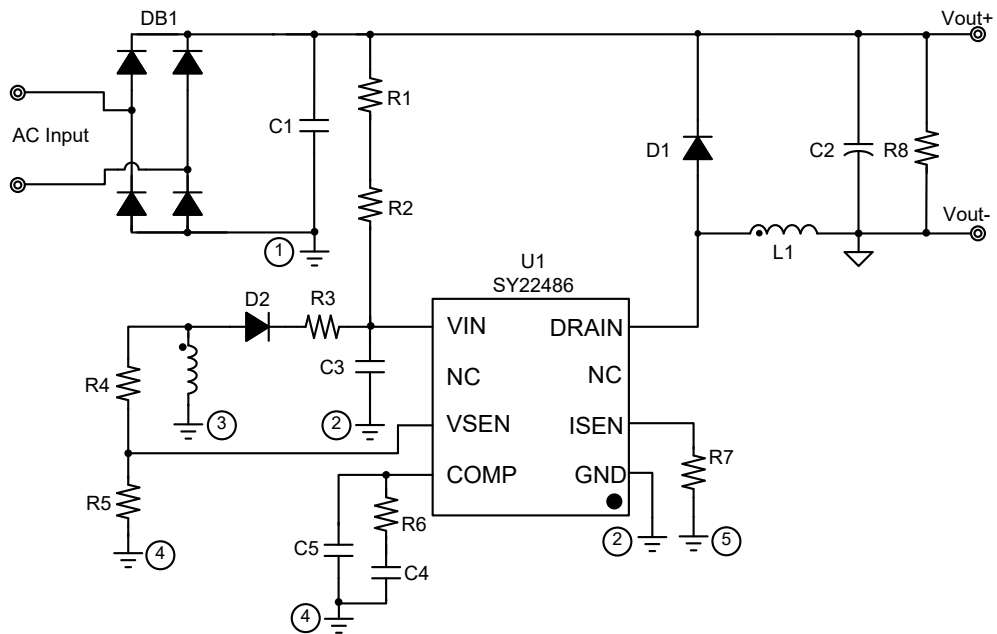 DB1
Vout+
R1
C1
AC Input
D1
C2
R8
R2
Vout-
1
L1
U1
SY22486
D2
R3
VIN
DRAIN
C3
NC
NC
R4
3
2
VSEN
ISEN
R7
COMP
GND
R5
R6
2
5
C5
4
C4
4